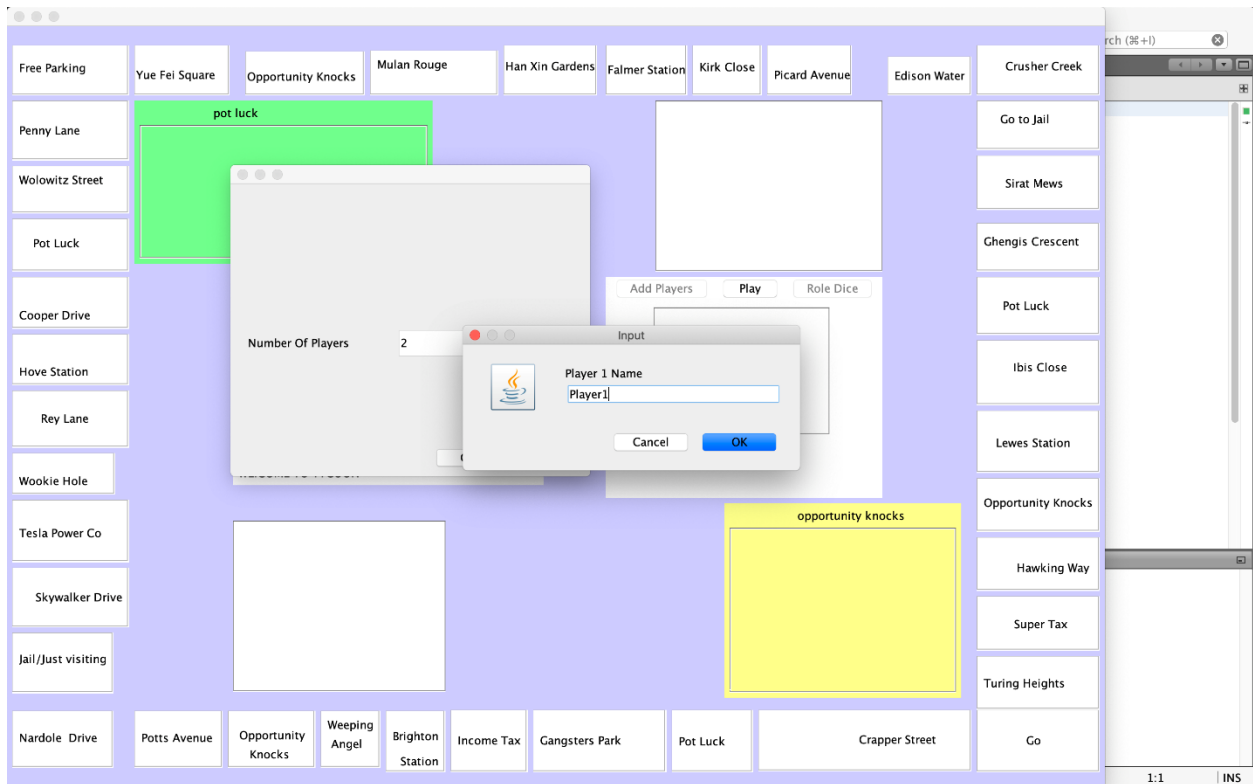 rch (⌘+I)
Free Parking
Yue Fei Square
Opportunity Knocks
Mulan Rouge
Han Xin Gardens
Falmer Station
Kirk Close
Picard Avenue
Edison Water
Crusher Creek
Penny Lane
pot luck
Go to Jail
Wolowitz Street
Sirat Mews
Pot Luck
Ghengis Crescent
Add Players
Play
Role Dice
Cooper Drive
Pot Luck
Number Of Players
2
Input
Player 1 Name
Player1
Cancel
OK
Hove Station
Ibis Close
Rey Lane
Lewes Station
Wookie Hole
Opportunity Knocks
Tesla Power Co
opportunity knocks
Hawking Way
Skywalker Drive
Super Tax
Jail/Just visiting
Turing Heights
Nardole Drive
Potts Avenue
Opportunity
Knocks
Weeping
Angel
Brighton
Station
Income Tax
Gangsters Park
Pot Luck
Crapper Street
Go
1:1
INS